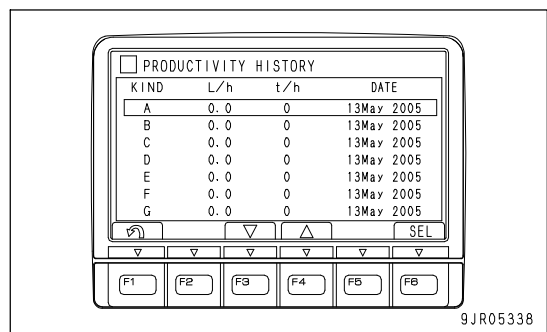 PRODUCTIVITY HISTORY
KIND L/h t/h DATE
A 0.0 0 13May 2005
B 0.0 0 13May 2005
C 0.0 0 13May 2005
D 0.0 0 13May 2005
E 0.0 0 13May 2005
F 0.0 0 13May 2005
G 0.0 0 13May 2005
SEL
F1 F2 F3 F4 F5 F6
9JR05338